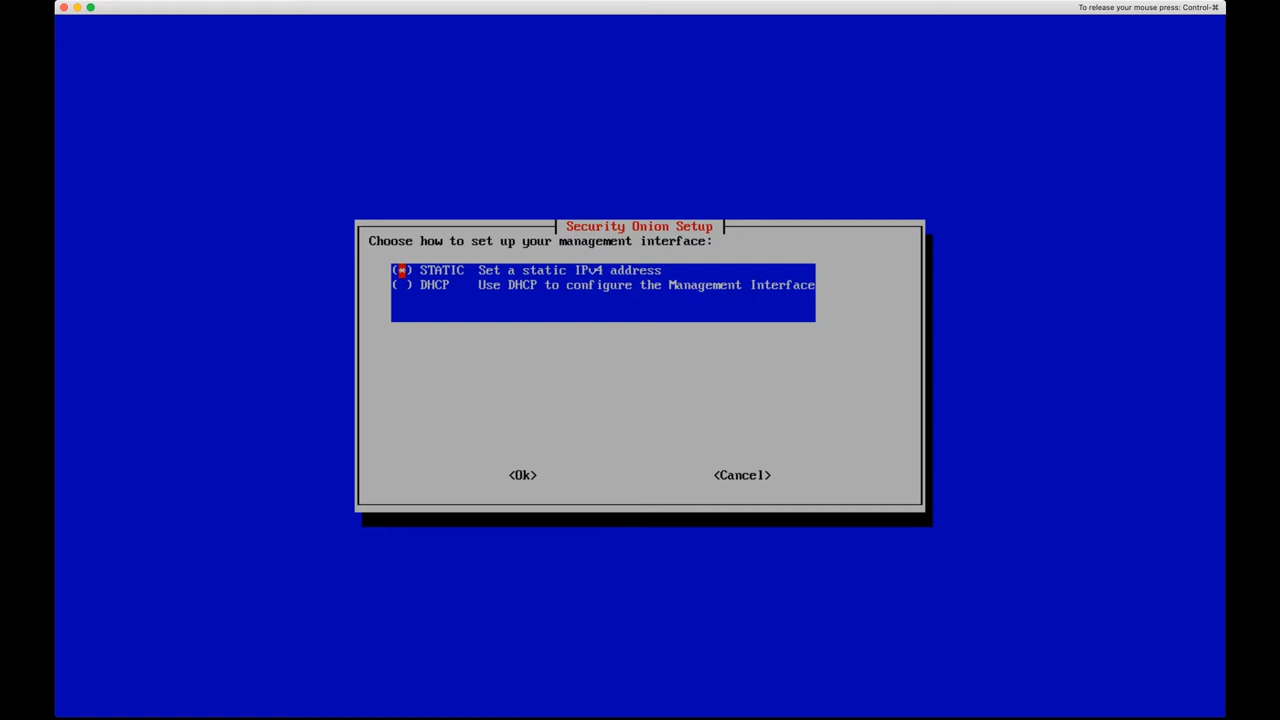 To release your mouse press: Control-⌘
Security Onion Setup
Choose how to set up your management interface:
(*) STATIC  Set a static IPv4 address
( ) DHCP    Use DHCP to configure the Management Interface
<Ok>
<Cancel>